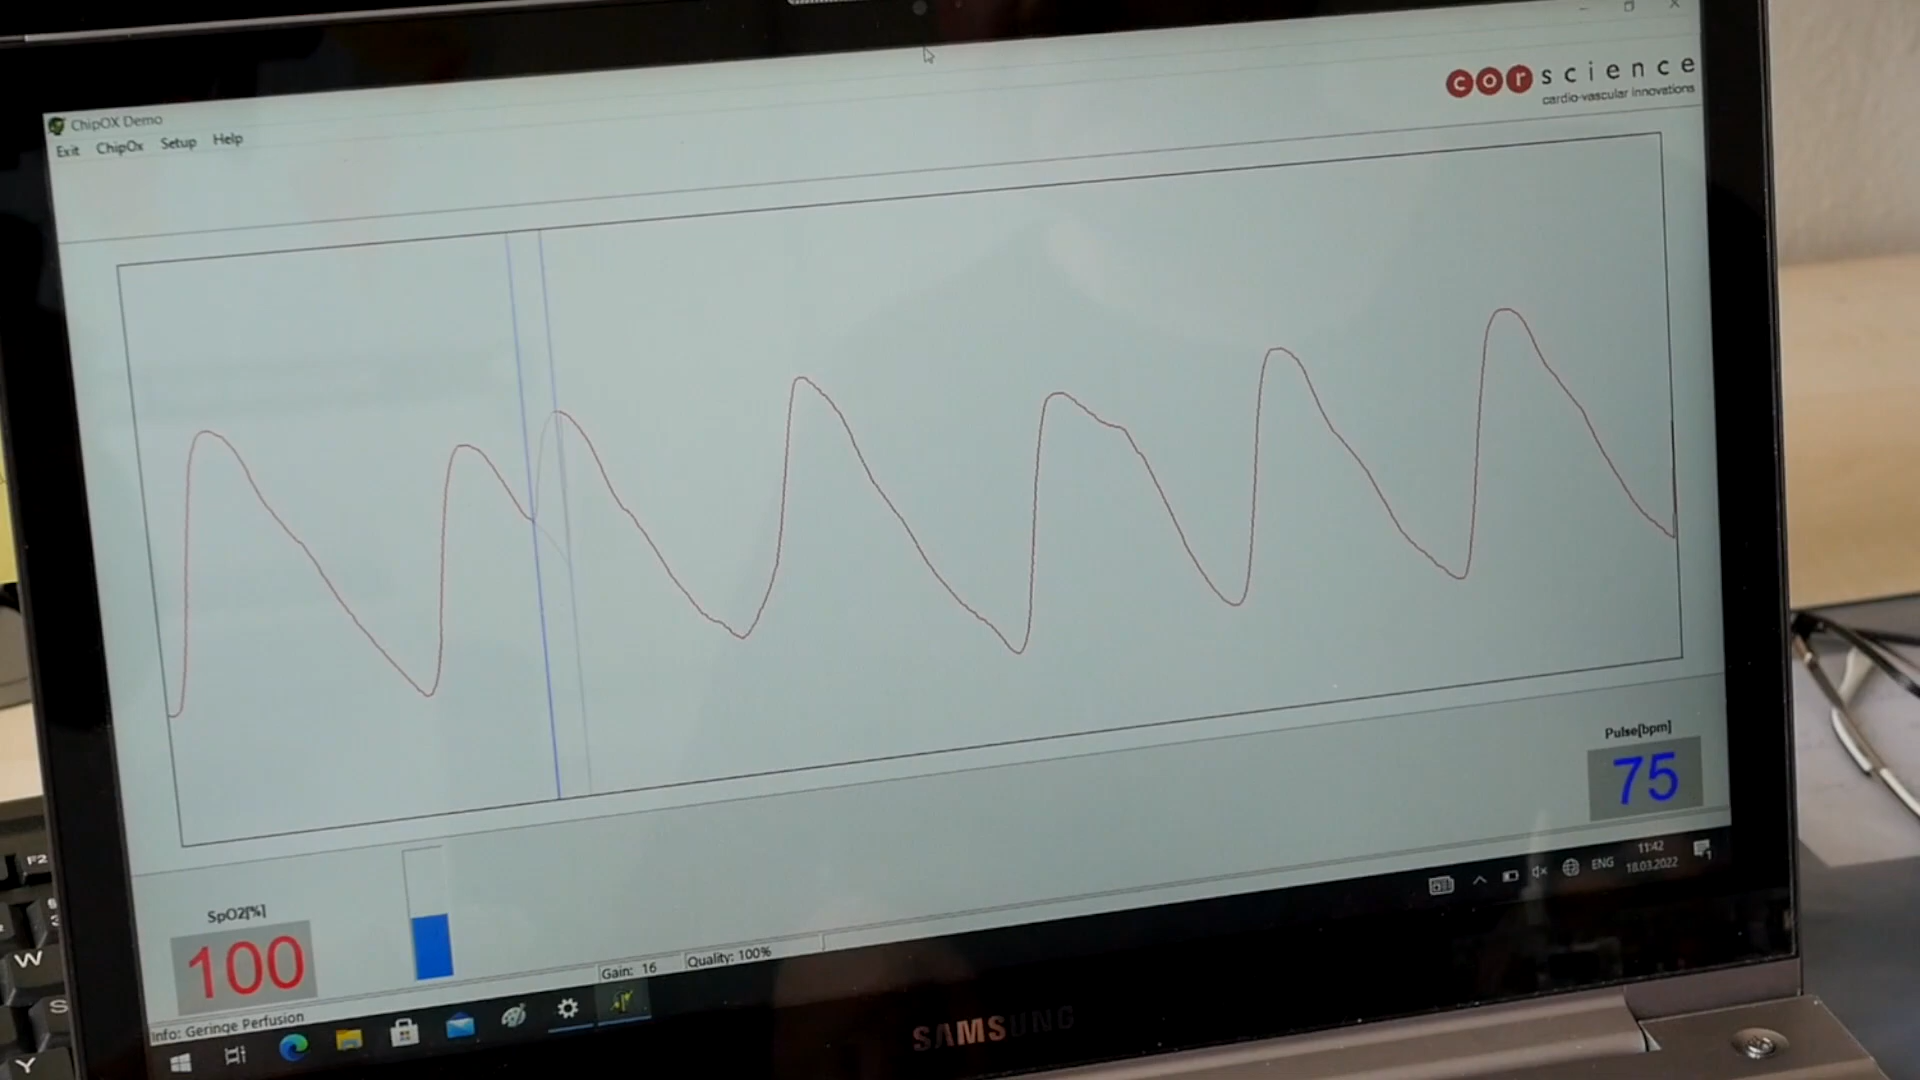 cor science
cardio-vascular innovations
ChipOX Demo
Exit ChipOx Setup Help
Pulse[bpm]
75
SpO2[%]
100
Gain: 16 Quality: 100%
Info: Geringe Perfusion
ENG
11:42
18.03.2022
1
SAMSUNG
F2
W
S
Y